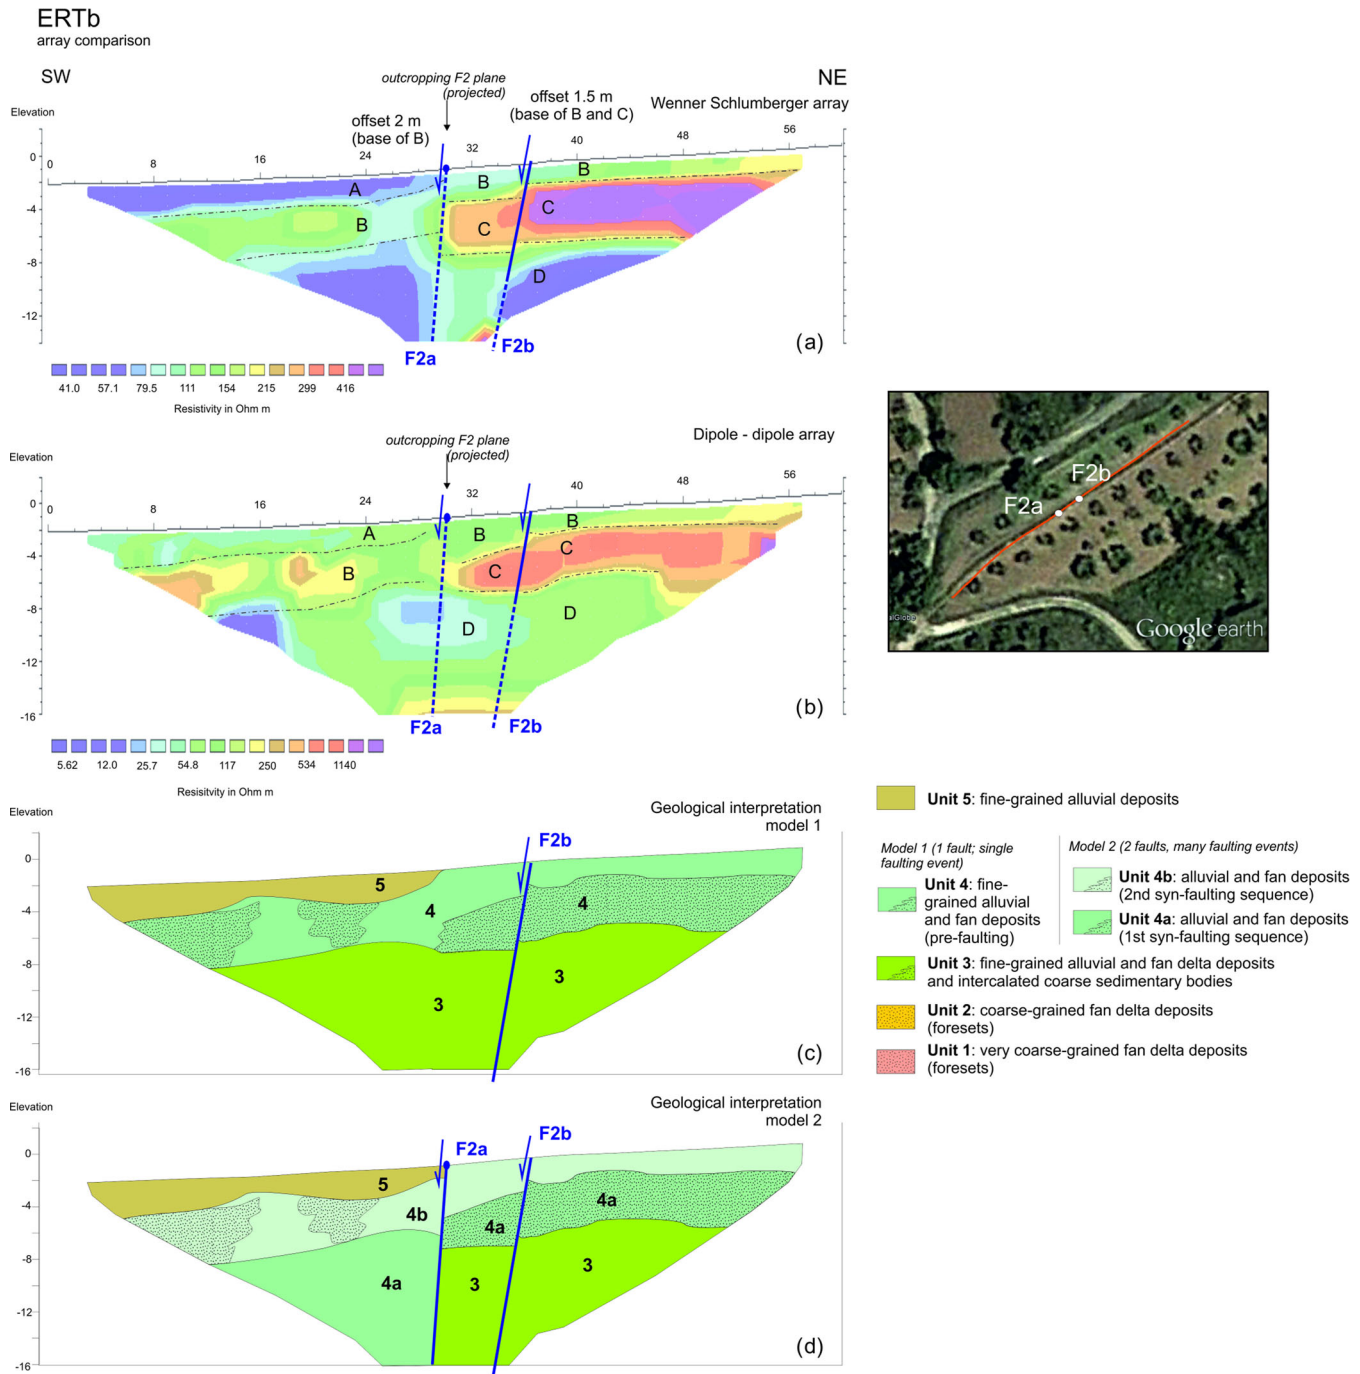 ERTb
array comparison
SW
outcropping F2 plane
(projected)
NE
offset 1.5 m
(base of B and C)
Wenner Schlumberger array
Elevation
offset 2 m
(base of B)
0 8 16 24 32 40 48 56
0
-4
-8
-12
A
B
B
B
C
C
D
F2a
F2b
(a)
41.0 57.1 79.5 111 154 215 299 416
Resistivity in Ohm m
outcropping F2 plane
(projected)
Dipole - dipole array
Elevation
0 8 16 24 32 40 48 56
0
-4
-8
-12
-16
A
B
B
B
C
C
D
D
F2a
F2b
(b)
5.62 12.0 25.7 54.8 117 250 534 1140
Resisitvity in Ohm m
F2b
F2a
Google earth
Elevation
Geological interpretation
model 1
F2b
0
-4
-8
-12
-16
5
4
4
3
3
(c)
Elevation
Geological interpretation
model 2
F2a
F2b
0
-4
-8
-12
-16
5
4b
4a
4a
4a
3
3
(d)
Unit 5: fine-grained alluvial deposits
Model 1 (1 fault; single
faulting event)
Unit 4: fine-
grained alluvial
and fan deposits
(pre-faulting)
Model 2 (2 faults, many faulting events)
Unit 4b: alluvial and fan deposits
(2nd syn-faulting sequence)
Unit 4a: alluvial and fan deposits
(1st syn-faulting sequence)
Unit 3: fine-grained alluvial and fan delta deposits
and intercalated coarse sedimentary bodies
Unit 2: coarse-grained fan delta deposits
(foresets)
Unit 1: very coarse-grained fan delta deposits
(foresets)